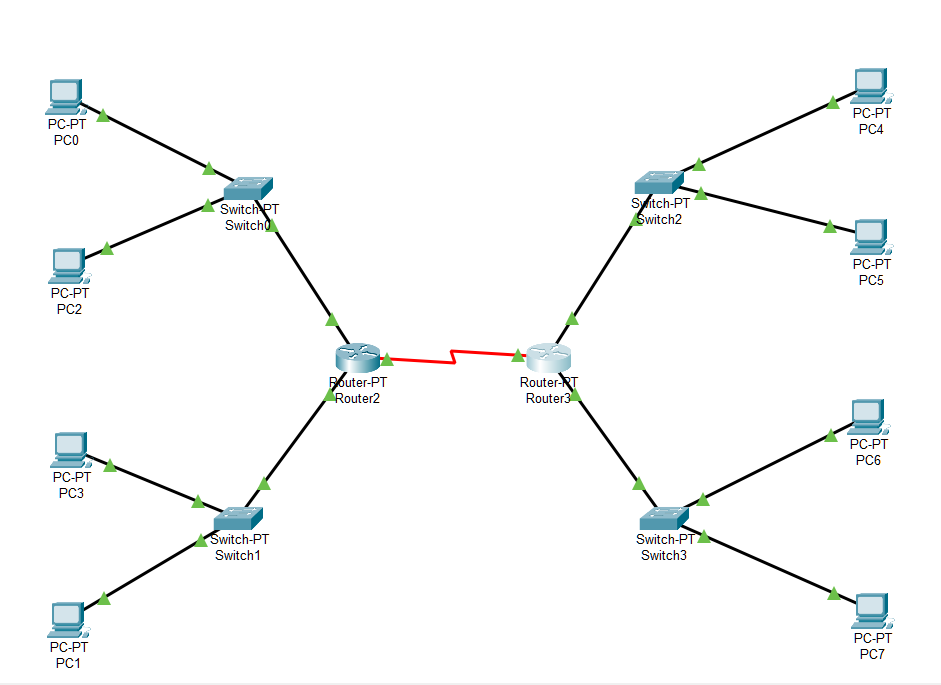 PC-PT
PC0
PC-PT
PC4
Switch-PT
Switch0
Switch-PT
Switch2
PC-PT
PC2
PC-PT
PC5
Router-PT
Router2
Router-PT
Router3
PC-PT
PC3
PC-PT
PC6
Switch-PT
Switch1
Switch-PT
Switch3
PC-PT
PC1
PC-PT
PC7